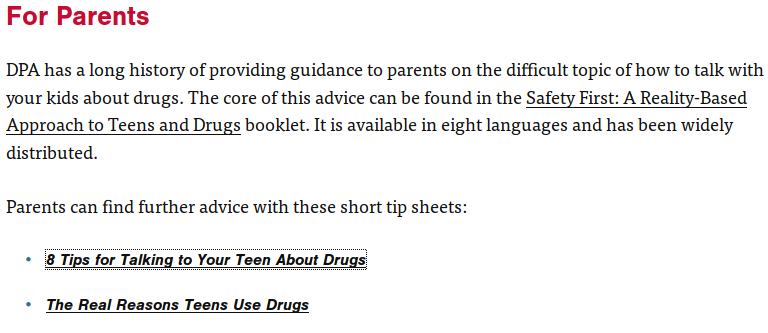 For Parents
DPA has a long history of providing guidance to parents on the difficult topic of how to talk with
your kids about drugs. The core of this advice can be found in the Safety First: A Reality-Based
Approach to Teens and Drugs booklet. It is available in eight languages and has been widely
distributed.
Parents can find further advice with these short tip sheets:
• 8 Tips for Talking to Your Teen About Drugs
• The Real Reasons Teens Use Drugs